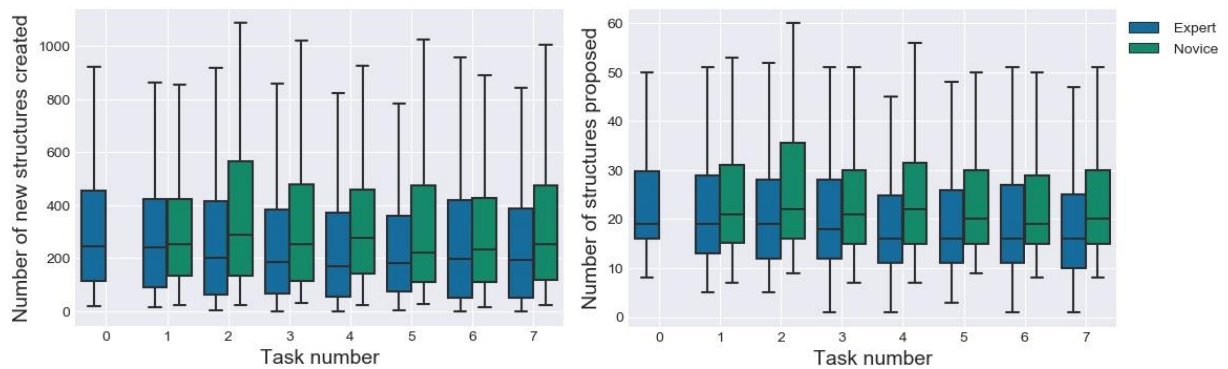 Number of new structures created
1000
800
600
400
200
0
0 1 2 3 4 5 6 7
Task number
Number of structures proposed
60
50
40
30
20
10
0
0 1 2 3 4 5 6 7
Task number
Expert
Novice